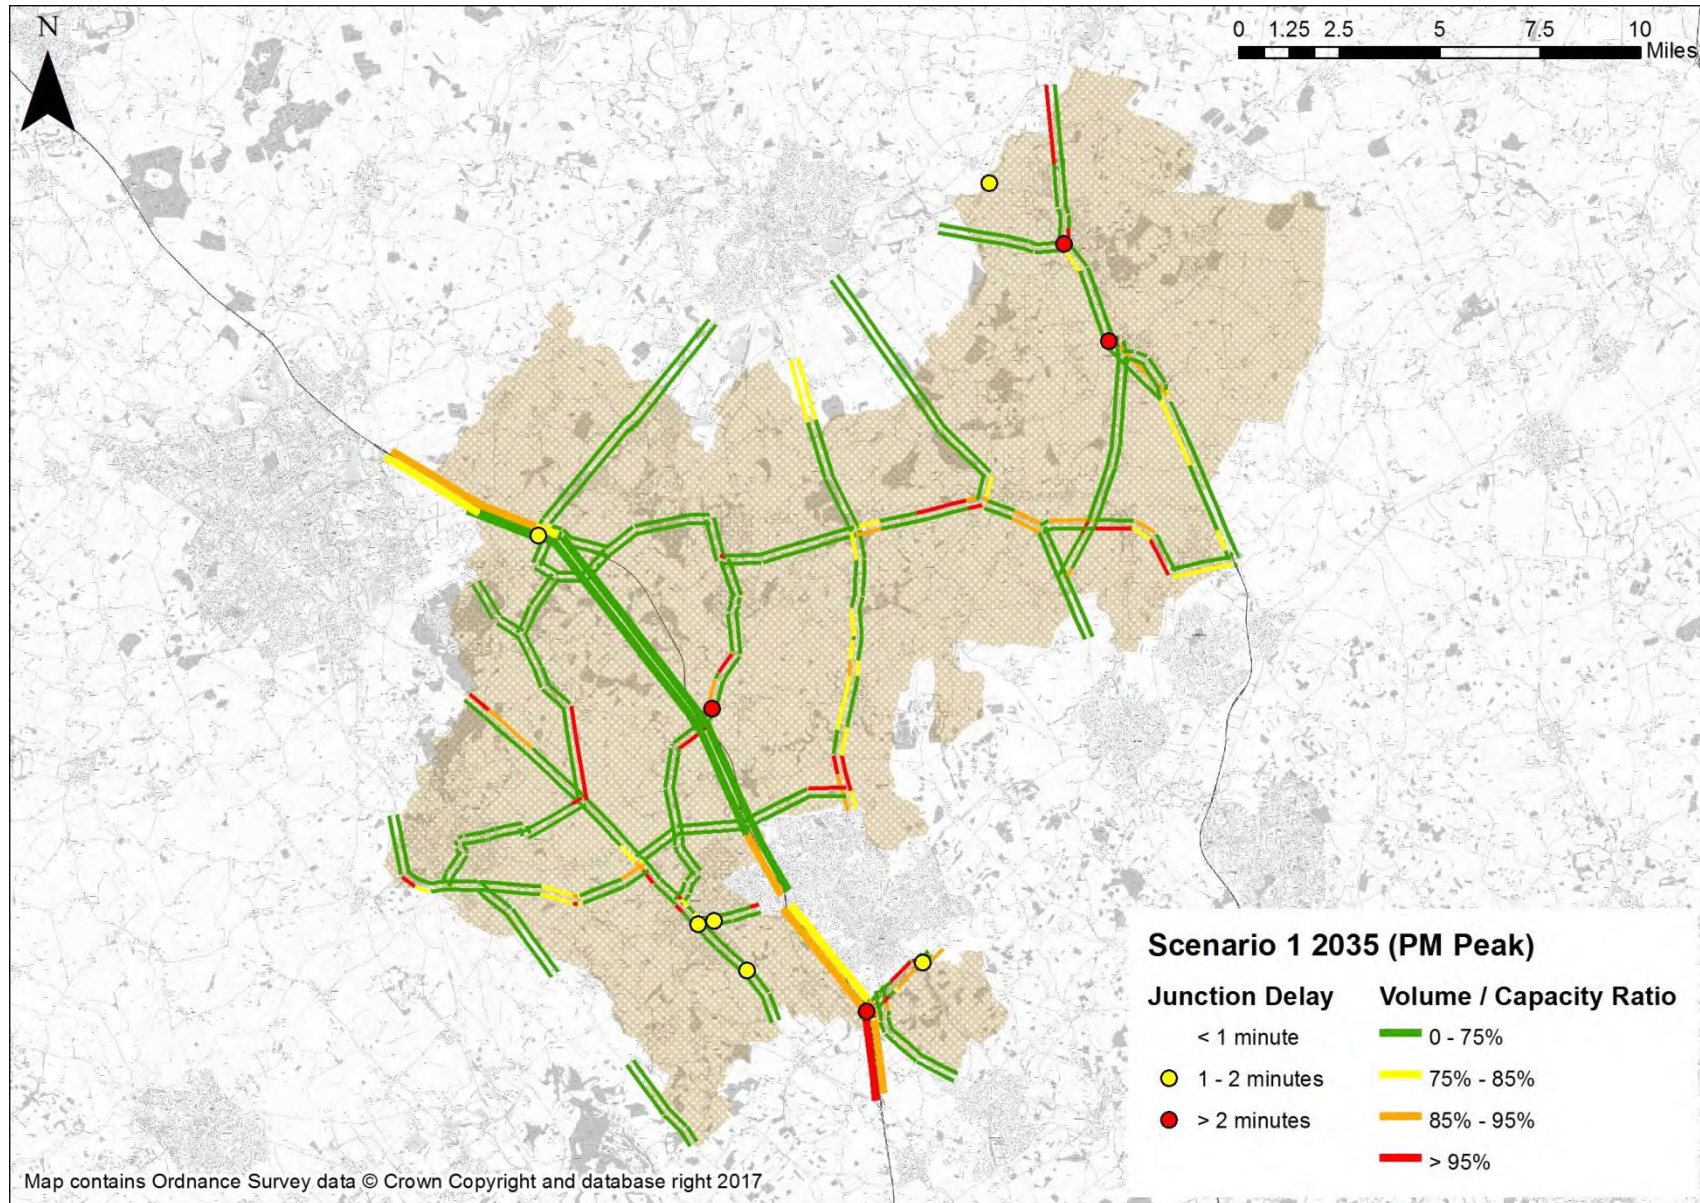 N
0 1.25 2.5 5 7.5 10
Miles
Scenario 1 2035 (PM Peak)
Junction Delay Volume / Capacity Ratio
< 1 minute 0 - 75%
1 - 2 minutes 75% - 85%
> 2 minutes 85% - 95%
> 95%
Map contains Ordnance Survey data © Crown Copyright and database right 2017